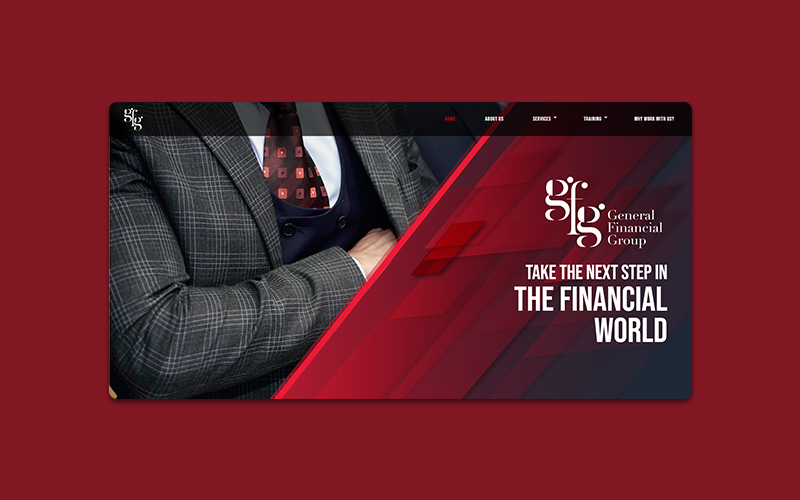 gfg
HOME ABOUT US SERVICES TRAINING WHY WORK WITH US?
gfg
General
Financial
Group
TAKE THE NEXT STEP IN
THE FINANCIAL
WORLD